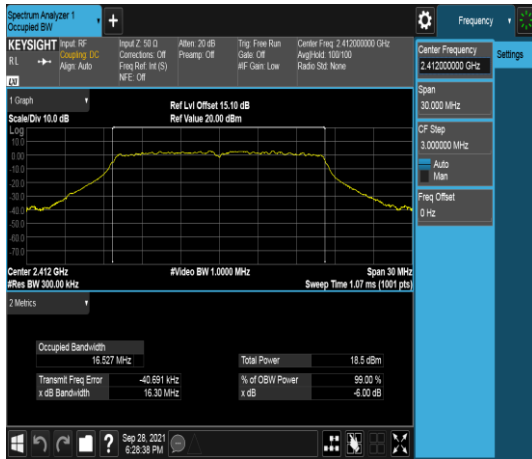 Spectrum Analyzer 1
Occupied BW
Frequency
KEYSIGHT
Input: RF
Coupling: DC
Align: Auto
Input Z: 50 Ω
Corrections: Off
Freq Ref: Int (S)
NFE: Off
Atten: 20 dB
Preamp: Off
Trig: Free Run
Gate: Off
#IF Gain: Low
Center Freq: 2.412000000 GHz
Avg|Hold: 100/100
Radio Std: None
RL
LXI
Center Frequency
2.412000000 GHz
Settings
Span
30.000 MHz
CF Step
3.000000 MHz
Auto
Man
Freq Offset
0 Hz
1 Graph
Scale/Div 10.0 dB
Ref Lvl Offset 15.10 dB
Ref Value 20.00 dBm
Log
10.0
0.00
-10.0
-20.0
-30.0
-40.0
-50.0
-60.0
-70.0
Center 2.412 GHz
#Res BW 300.00 kHz
#Video BW 1.0000 MHz
Span 30 MHz
Sweep Time 1.07 ms (1001 pts)
2 Metrics
Occupied Bandwidth
16.527 MHz
Total Power 18.5 dBm
Transmit Freq Error -40.691 kHz
% of OBW Power 99.00 %
x dB Bandwidth 16.30 MHz
x dB -6.00 dB
?
Sep 28, 2021
6:28:38 PM